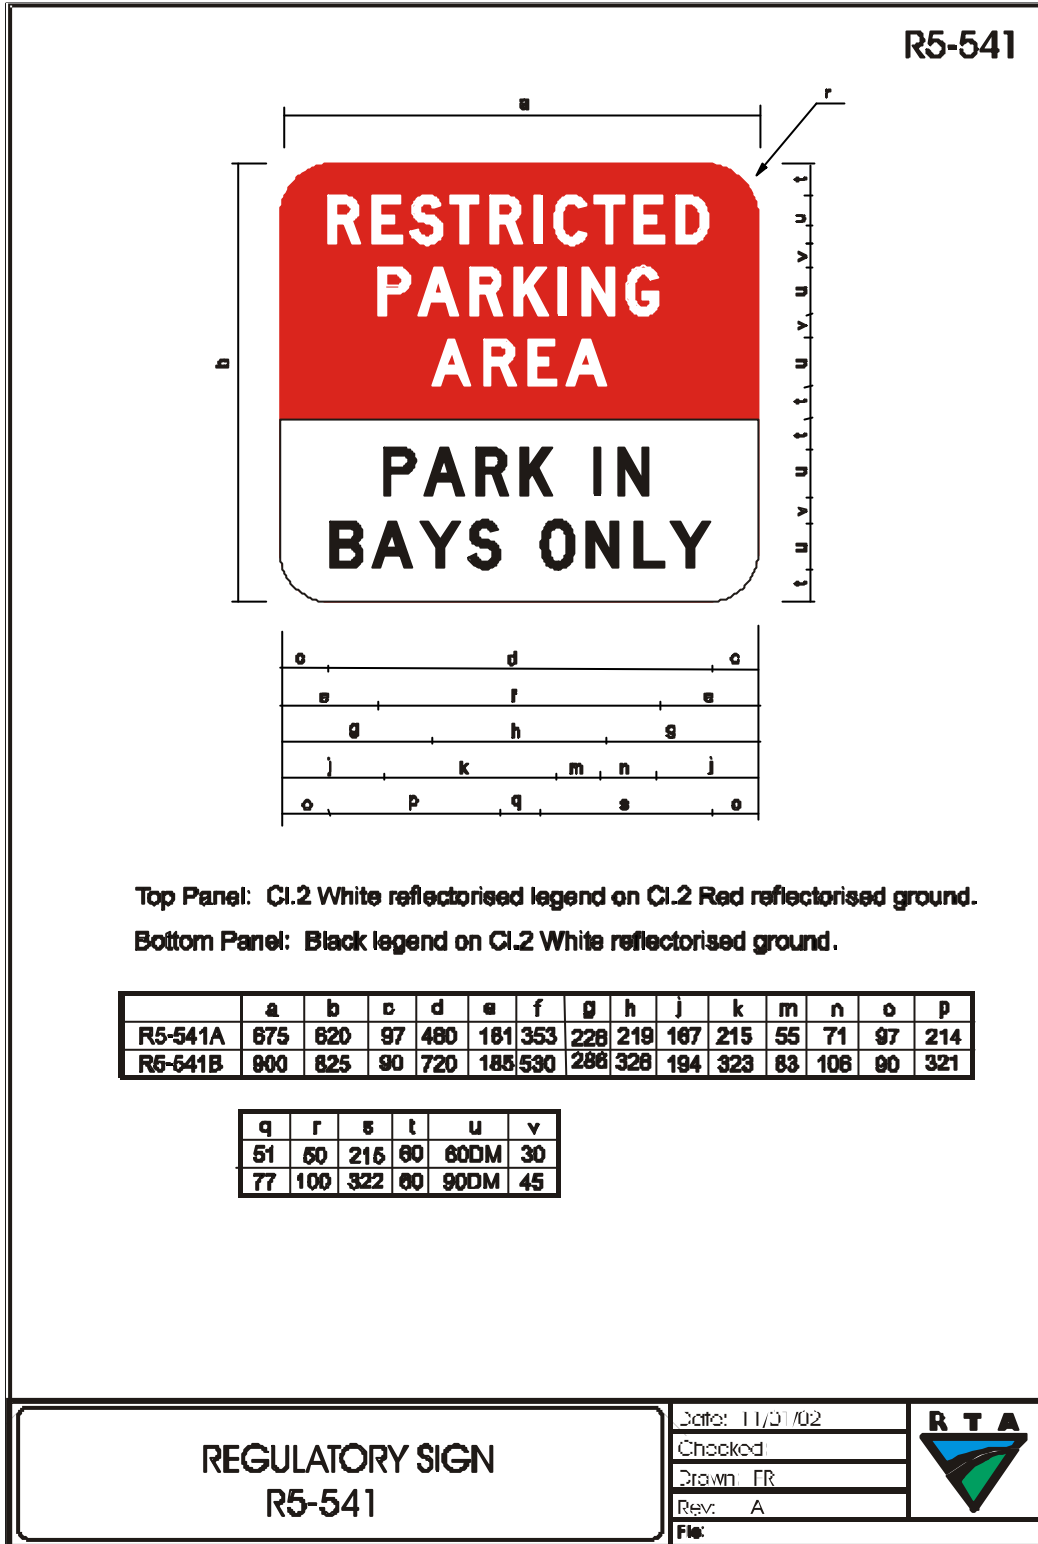 R5-541
a
r
RESTRICTED
PARKING
AREA
PARK IN
BAYS ONLY
b
t
u
v
u
v
u
t
t
u
v
u
t
c d c
e f e
g h g
j k m n j
o p q s o
Top Panel: Cl.2 White reflectorised legend on Cl.2 Red reflectorised ground.
Bottom Panel: Black legend on Cl.2 White reflectorised ground.
a b c d e f g h j k m n o p
R5-541A 675 620 97 480 161 353 228 219 167 215 55 71 97 214
R5-541B 900 825 90 720 185 530 286 328 194 323 83 106 90 321
q r s t u v
51 50 215 60 60DM 30
77 100 322 60 90DM 45
REGULATORY SIGN
R5-541
Date: 11/01/02
Checked:
Drawn: FR
Rev: A
File:
R T A